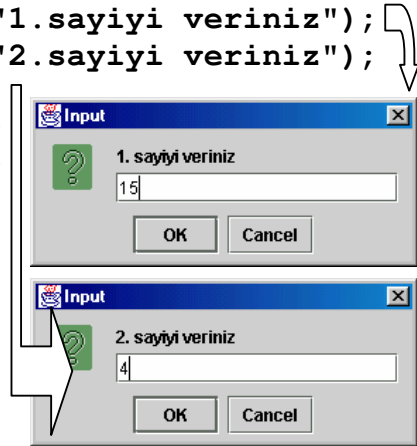 "1.sayiyi veriniz");
"2.sayiyi veriniz");
Input
1. sayiyi veriniz
15
OK Cancel
Input
2. sayiyi veriniz
4
OK Cancel